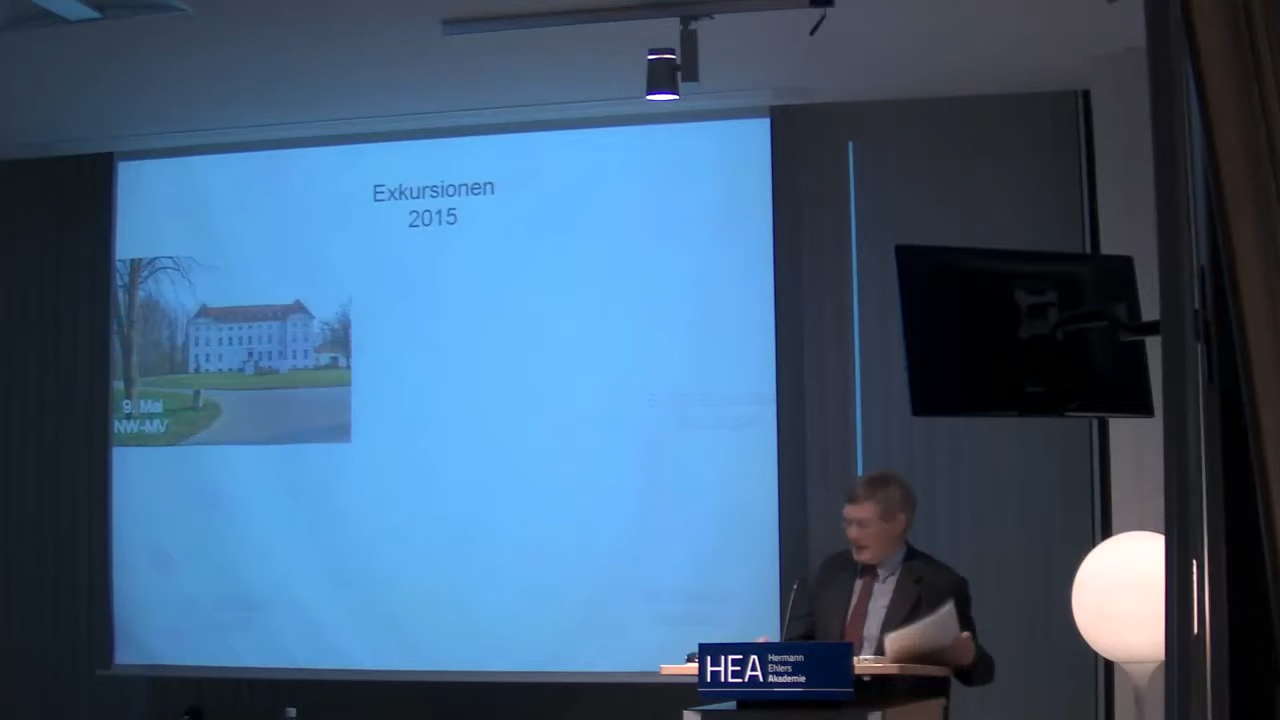 Exkursionen
2015
9. Mai
NW-MV
HEA
Hermann
Ehlers
Akademie